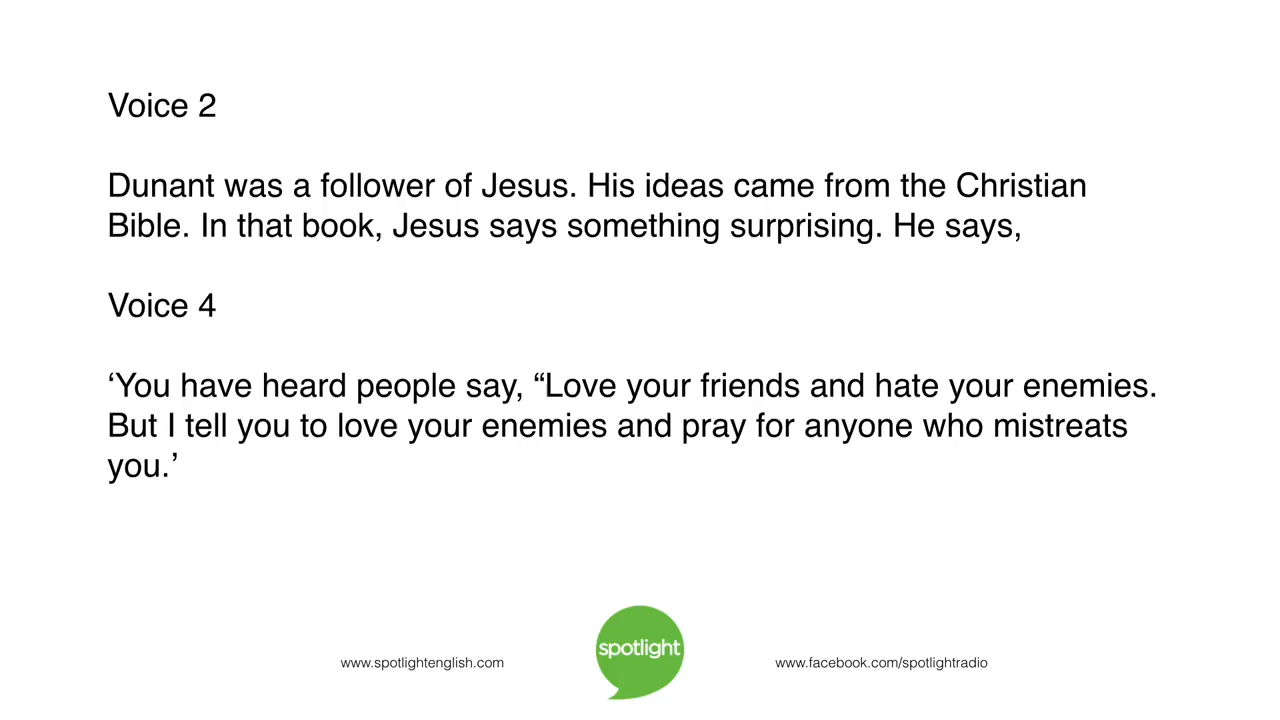 Voice 2
Dunant was a follower of Jesus. His ideas came from the Christian
Bible. In that book, Jesus says something surprising. He says,
Voice 4
‘You have heard people say, “Love your friends and hate your enemies.
But I tell you to love your enemies and pray for anyone who mistreats
you.’
www.spotlightenglish.com
spotlight
www.facebook.com/spotlightradio